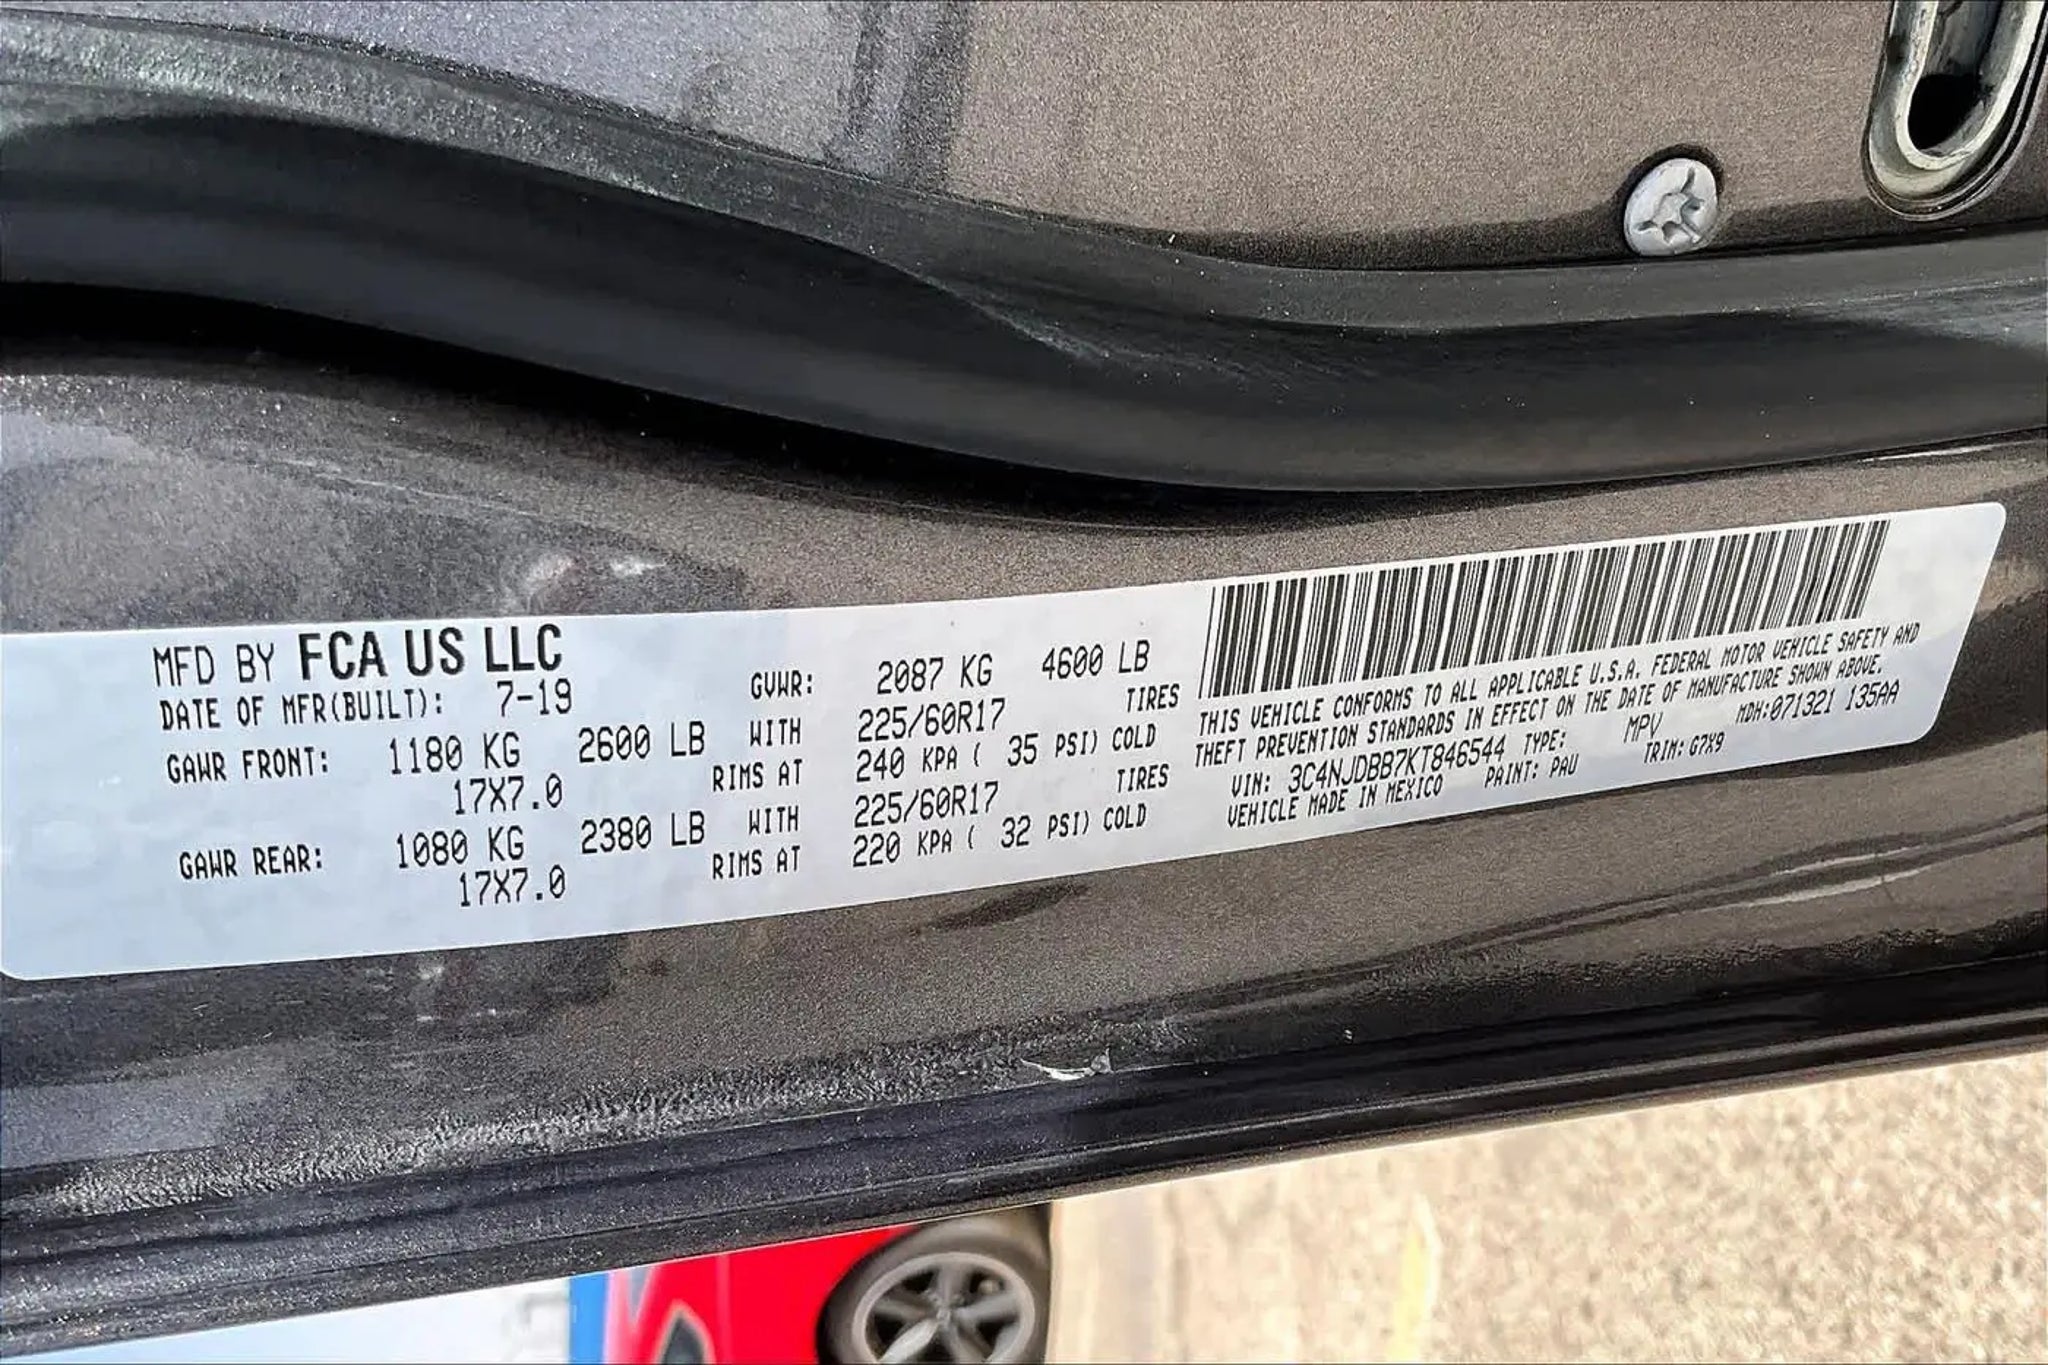 MFD BY FCA US LLC
DATE OF MFR(BUILT): 7-19
GVWR: 2087 KG 4600 LB
GAWR FRONT: 1180 KG 2600 LB WITH 225/60R17 TIRES
17X7.0 RIMS AT 240 KPA ( 35 PSI) COLD
GAWR REAR: 1080 KG 2380 LB WITH 225/60R17 TIRES
17X7.0 RIMS AT 220 KPA ( 32 PSI) COLD
THIS VEHICLE CONFORMS TO ALL APPLICABLE U.S.A. FEDERAL MOTOR VEHICLE SAFETY AND
THEFT PREVENTION STANDARDS IN EFFECT ON THE DATE OF MANUFACTURE SHOWN ABOVE.
VIN: 3C4NJDBB7KT846544 TYPE: MPV MDH:071321 135AA
VEHICLE MADE IN MEXICO PAINT: PAU TRIM: G7X9